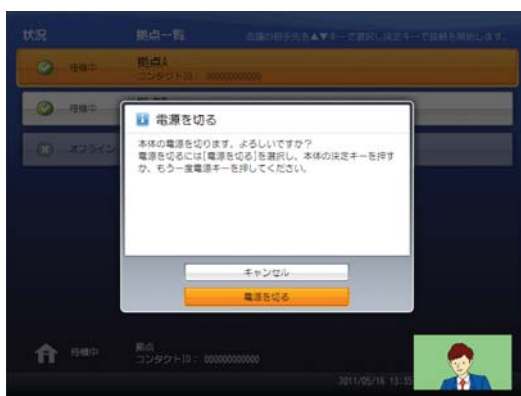 状況
拠点一覧
会議の相手先を▲▼キーで選択し決定キーで接続を開始します。
待機中
拠点A
コンタクトID： 00000000000
待機中
オフライン
電源を切る
本体の電源を切ります。よろしいですか？
電源を切るには[電源を切る]を選択し、本体の決定キーを押す
か、もう一度電源キーを押してください。
キャンセル
電源を切る
待機中
拠点
コンタクトID： 00000000000
2011/05/16 13:35